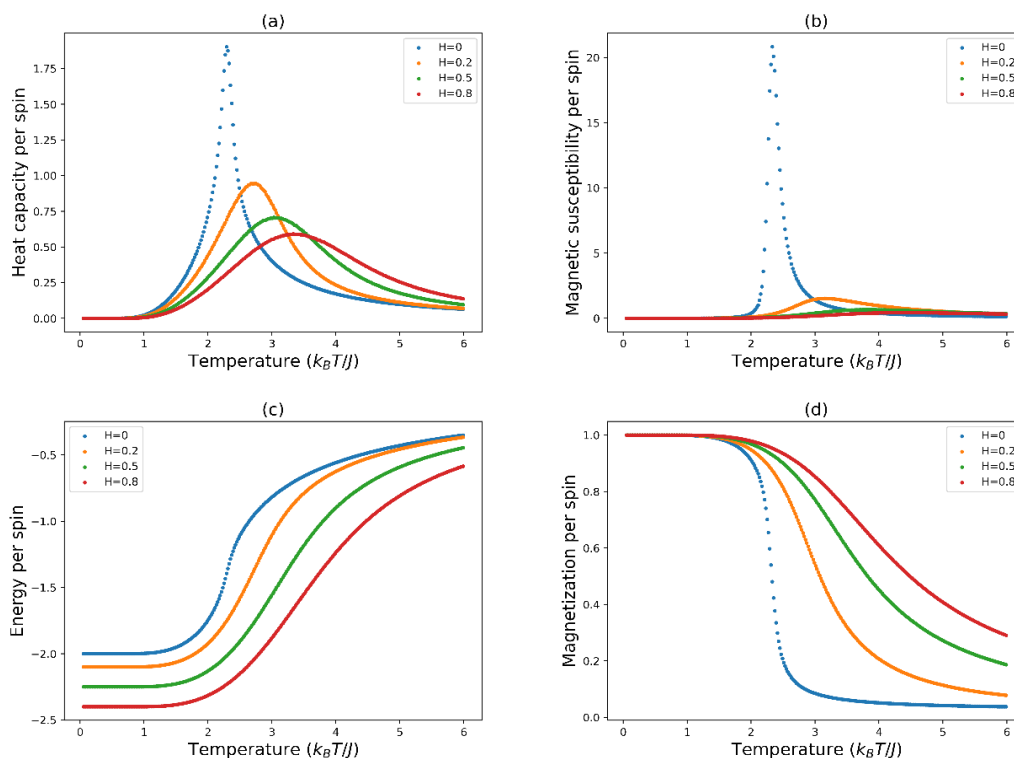 (a)
Heat capacity per spin
1.75
1.50
1.25
1.00
0.75
0.50
0.25
0.00
H=0
H=0.2
H=0.5
H=0.8
0 1 2 3 4 5 6
Temperature (k_BT/J)
(b)
Magnetic susceptibility per spin
20
15
10
5
0
H=0
H=0.2
H=0.5
H=0.8
0 1 2 3 4 5 6
Temperature (k_BT/J)
(c)
Energy per spin
−0.5
−1.0
−1.5
−2.0
−2.5
H=0
H=0.2
H=0.5
H=0.8
0 1 2 3 4 5 6
Temperature (k_BT/J)
(d)
Magnetization per spin
1.0
0.8
0.6
0.4
0.2
0.0
H=0
H=0.2
H=0.5
H=0.8
0 1 2 3 4 5 6
Temperature (k_BT/J)